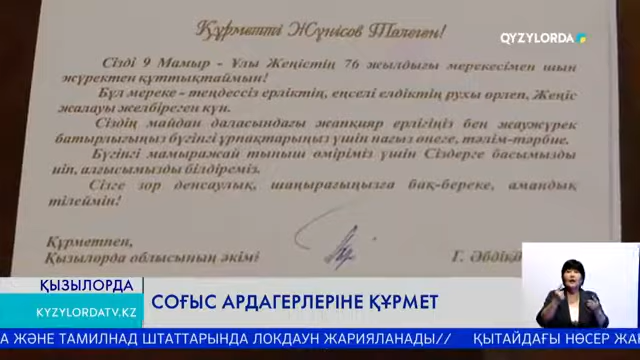 Құрметті Жүнісов Төлеген!
QYZYLORDA
Сізді 9 Мамыр - Ұлы Жеңістің 76 жылдығы мерекесімен шын
жүректен құттықтаймын!
Бұл мереке - теңдессіз ерліктің, еңселі елдіктің рухы өрлеп, Жеңіс
жалауы желбіреген күн.
Сіздің майдан даласындағы жанқияр ерлігіңіз бен жаужүрек
батырлығыңыз бүгінгі ұрпақтарыңыз үшін нағыз өнеге, тәлім-тәрбие.
Бүгінгі мамыражай тыныш өміріміз үшін Сіздерге басымызды
иіп, алғысымызды білдіреміз.
Сізге зор денсаулық, шаңырағыңызға бақ-береке, амандық
тілеймін!
Құрметпен,
Қызылорда облысының әкімі
Г. Әбдіқа
ҚЫЗЫЛОРДА
KYZYLORDATV.KZ
СОҒЫС АРДАГЕРЛЕРІНЕ ҚҰРМЕТ
А ЖӘНЕ ТАМИЛНАД ШТАТТАРЫНДА ЛОКДАУН ЖАРИЯЛАНАДЫ// ҚЫТАЙДАҒЫ НӨСЕР ЖА